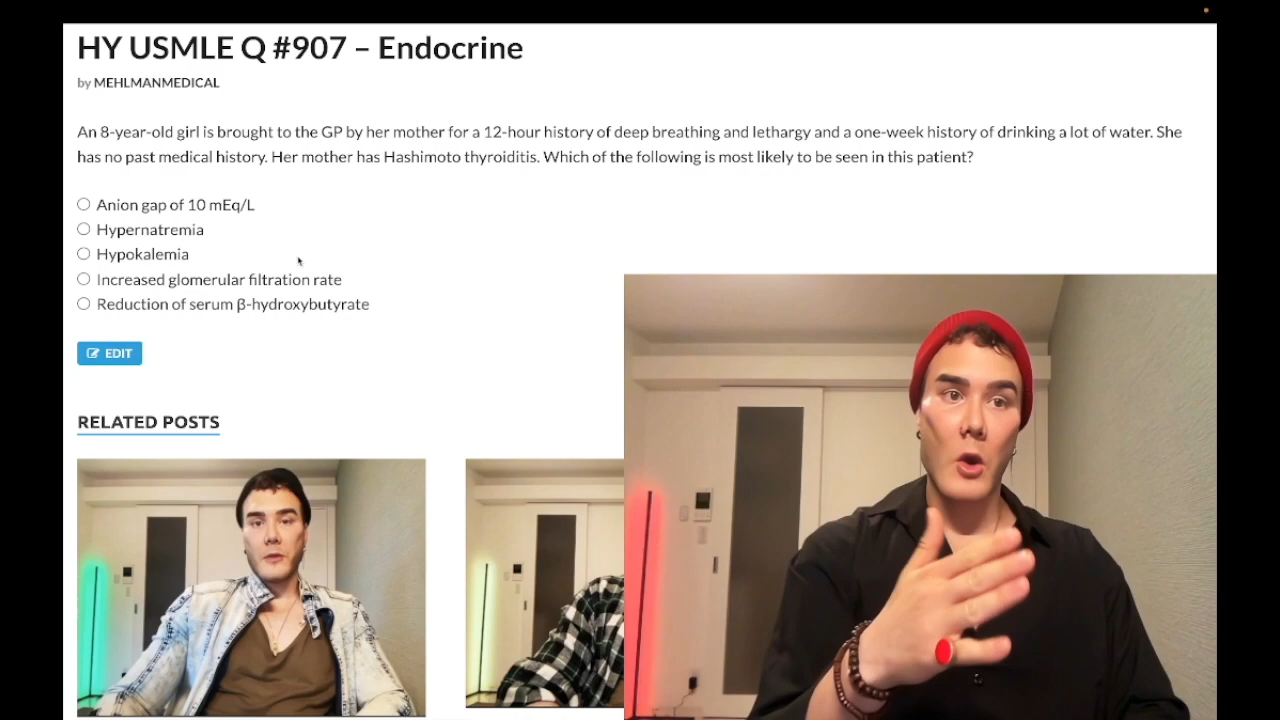 HY USMLE Q #907 – Endocrine
by MEHLMANMEDICAL
An 8-year-old girl is brought to the GP by her mother for a 12-hour history of deep breathing and lethargy and a one-week history of drinking a lot of water. She
has no past medical history. Her mother has Hashimoto thyroiditis. Which of the following is most likely to be seen in this patient?
Anion gap of 10 mEq/L
Hypernatremia
Hypokalemia
Increased glomerular filtration rate
Reduction of serum β-hydroxybutyrate
EDIT
RELATED POSTS